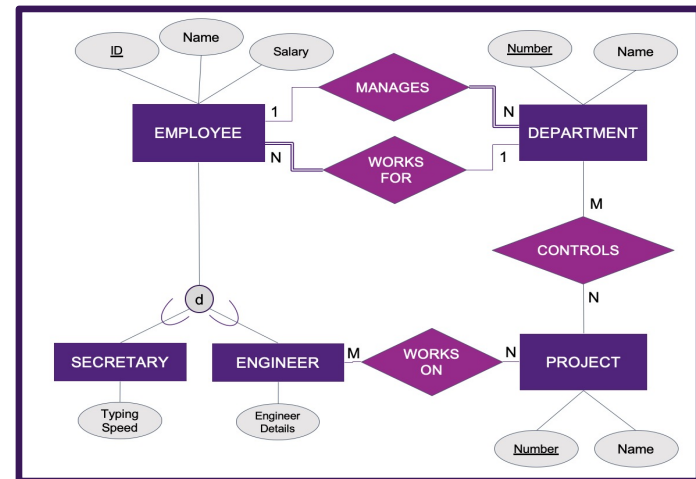 ID
Name
Salary
Number
Name
MANAGES
1
N
EMPLOYEE
DEPARTMENT
N
1
WORKS
FOR
M
CONTROLS
d
N
SECRETARY
ENGINEER
M
WORKS
ON
N
PROJECT
Typing
Speed
Engineer
Details
Number
Name